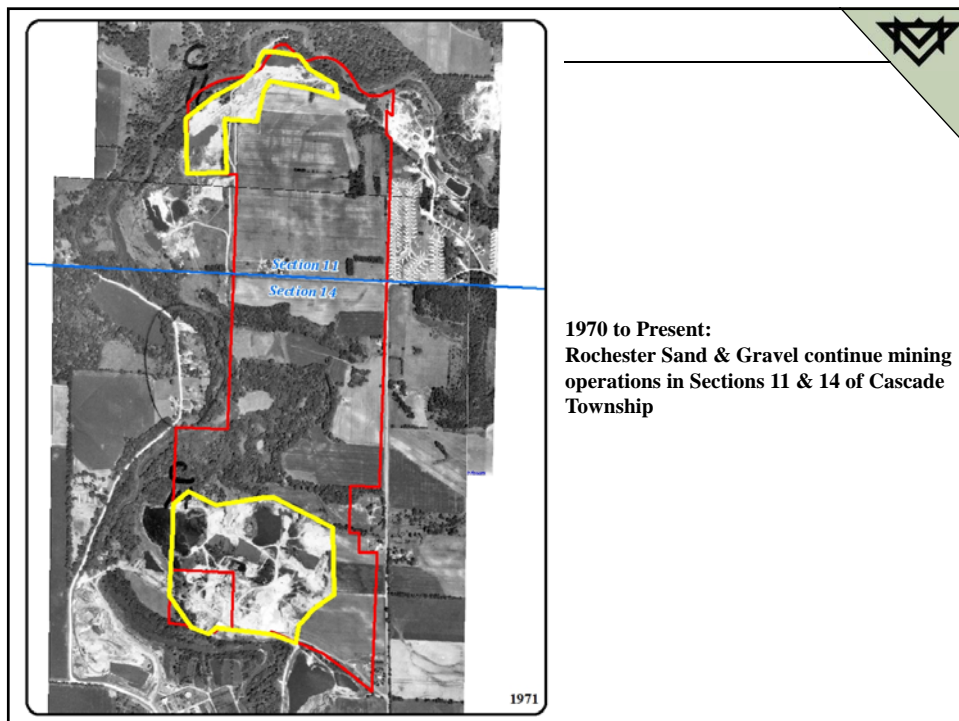 Section 11
Section 14
1971
1970 to Present:
Rochester Sand & Gravel continue mining
operations in Sections 11 & 14 of Cascade
Township